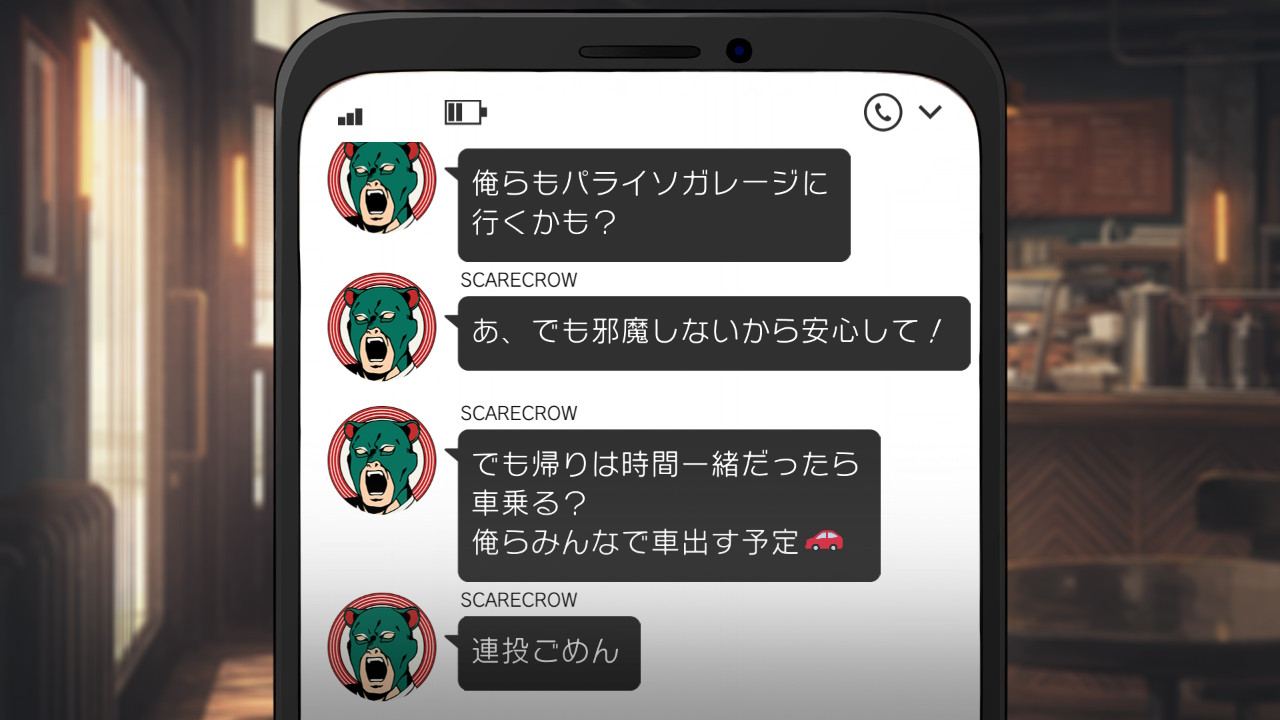 俺らもパライソガレージに
行くかも？
SCARECROW
あ、でも邪魔しないから安心して！
SCARECROW
でも帰りは時間一緒だったら
車乗る？
俺らみんなで車出す予定🚗
SCARECROW
連投ごめん